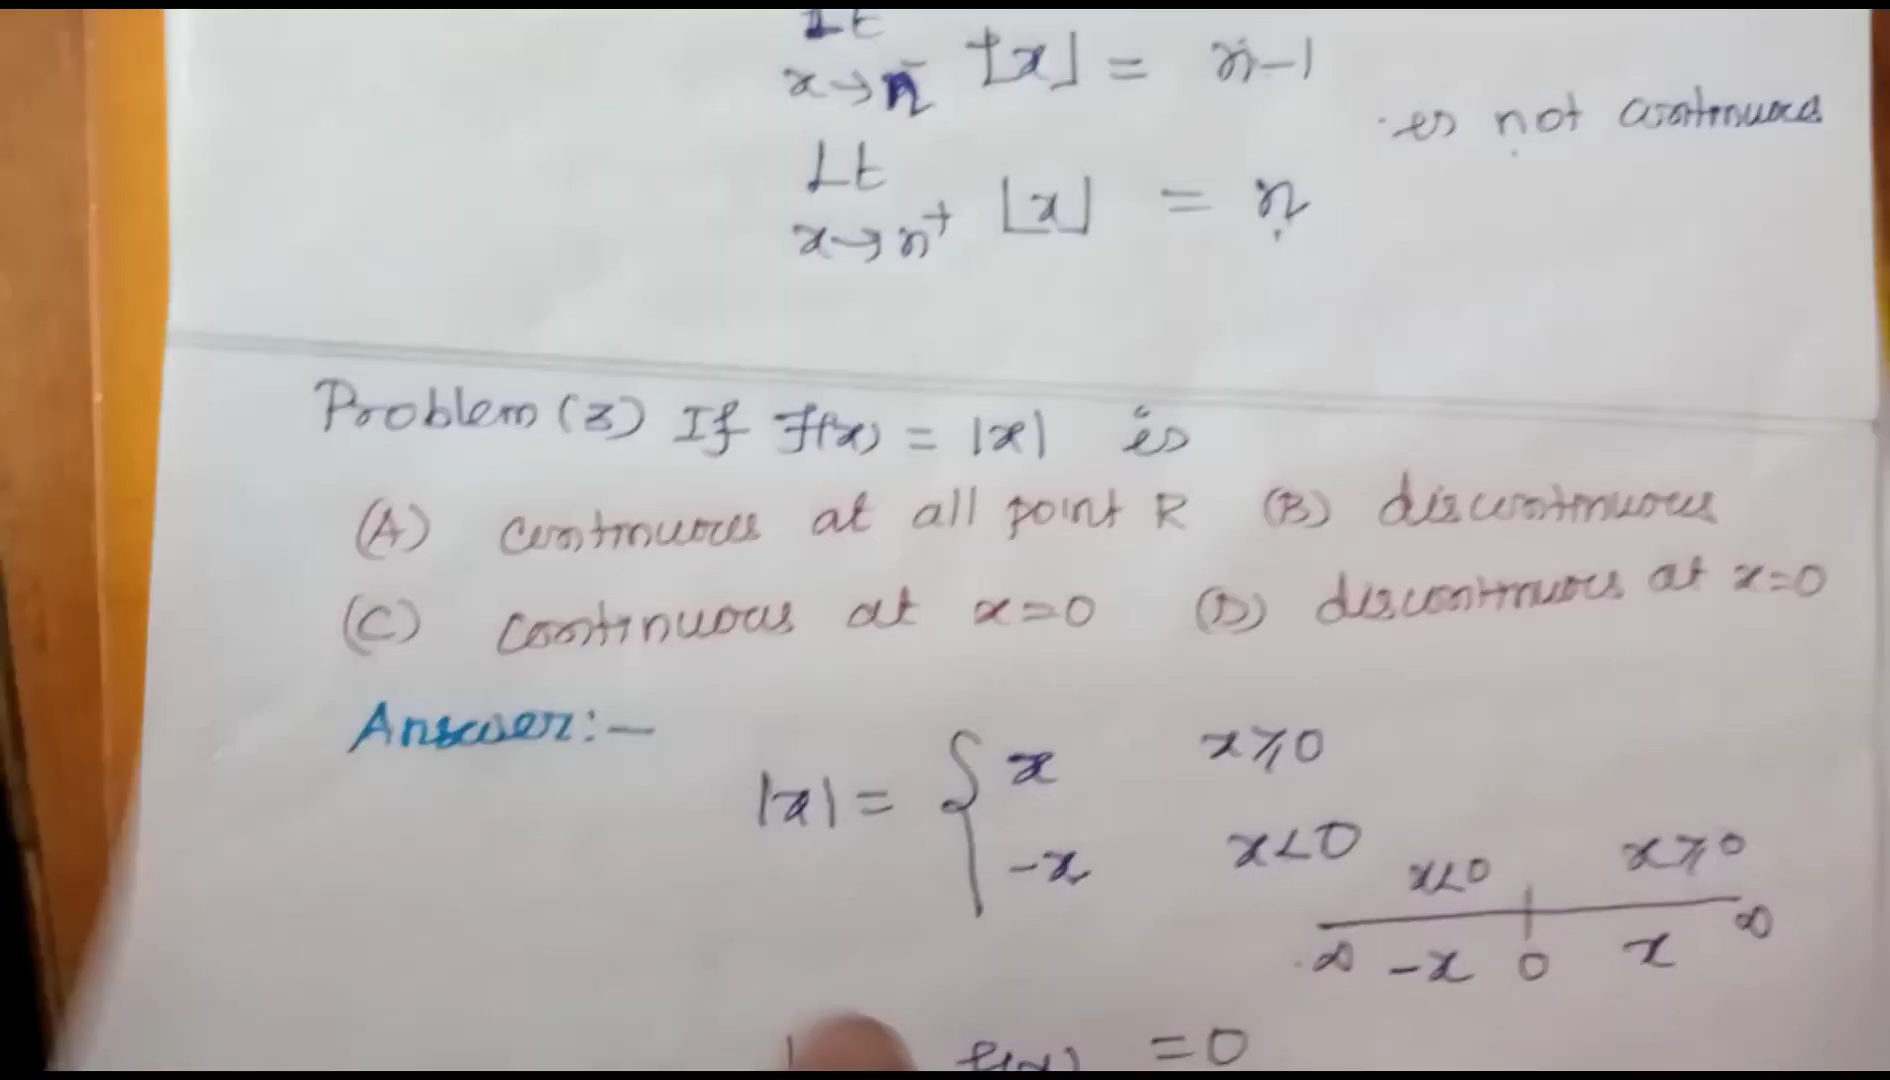 Lt
x→n⁻ ⌊x⌋ = n-1
is not continuous
Lt
x→n⁺ ⌊x⌋ = n
Problem (3) If f(x) = |x| is
(A) continuous at all point R (B) discontinuous
(C) continuous at x=0 (D) discontinuous at x=0
Answer:-
|x| = { x x⩾0
-x x<0
x<0 x⩾0
-∞ -x 0 x ∞
f(x) =0